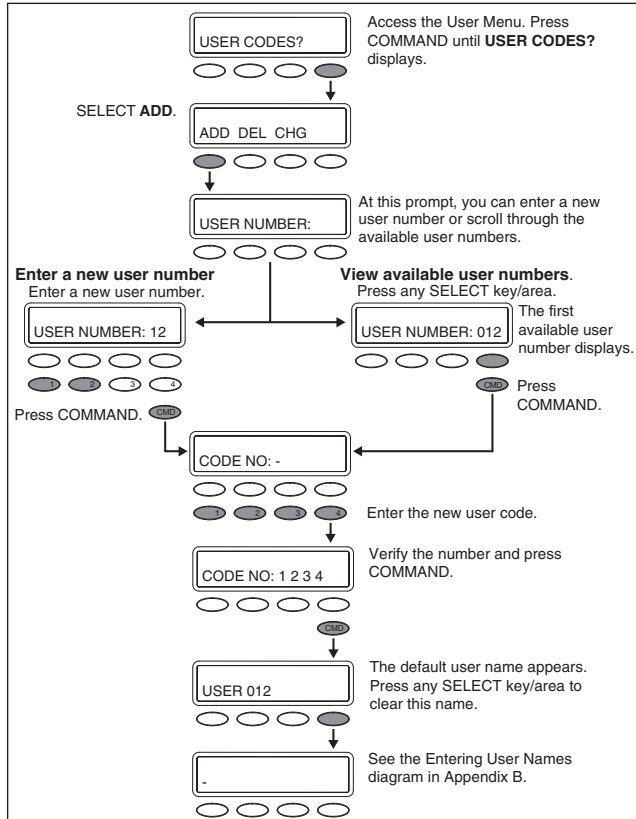 USER CODES?
Access the User Menu. Press
COMMAND until USER CODES?
displays.
SELECT ADD.
ADD DEL CHG
USER NUMBER:
At this prompt, you can enter a new
user number or scroll through the
available user numbers.
Enter a new user number
Enter a new user number.
View available user numbers.
Press any SELECT key/area.
USER NUMBER: 12
USER NUMBER: 012
The first
available user
number displays.
1 2 3 4
CMD
Press
COMMAND.
Press COMMAND.
CMD
CODE NO: -
1 2 3 4
Enter the new user code.
CODE NO: 1 2 3 4
Verify the number and press
COMMAND.
CMD
USER 012
The default user name appears.
Press any SELECT key/area to
clear this name.
-
See the Entering User Names
diagram in Appendix B.